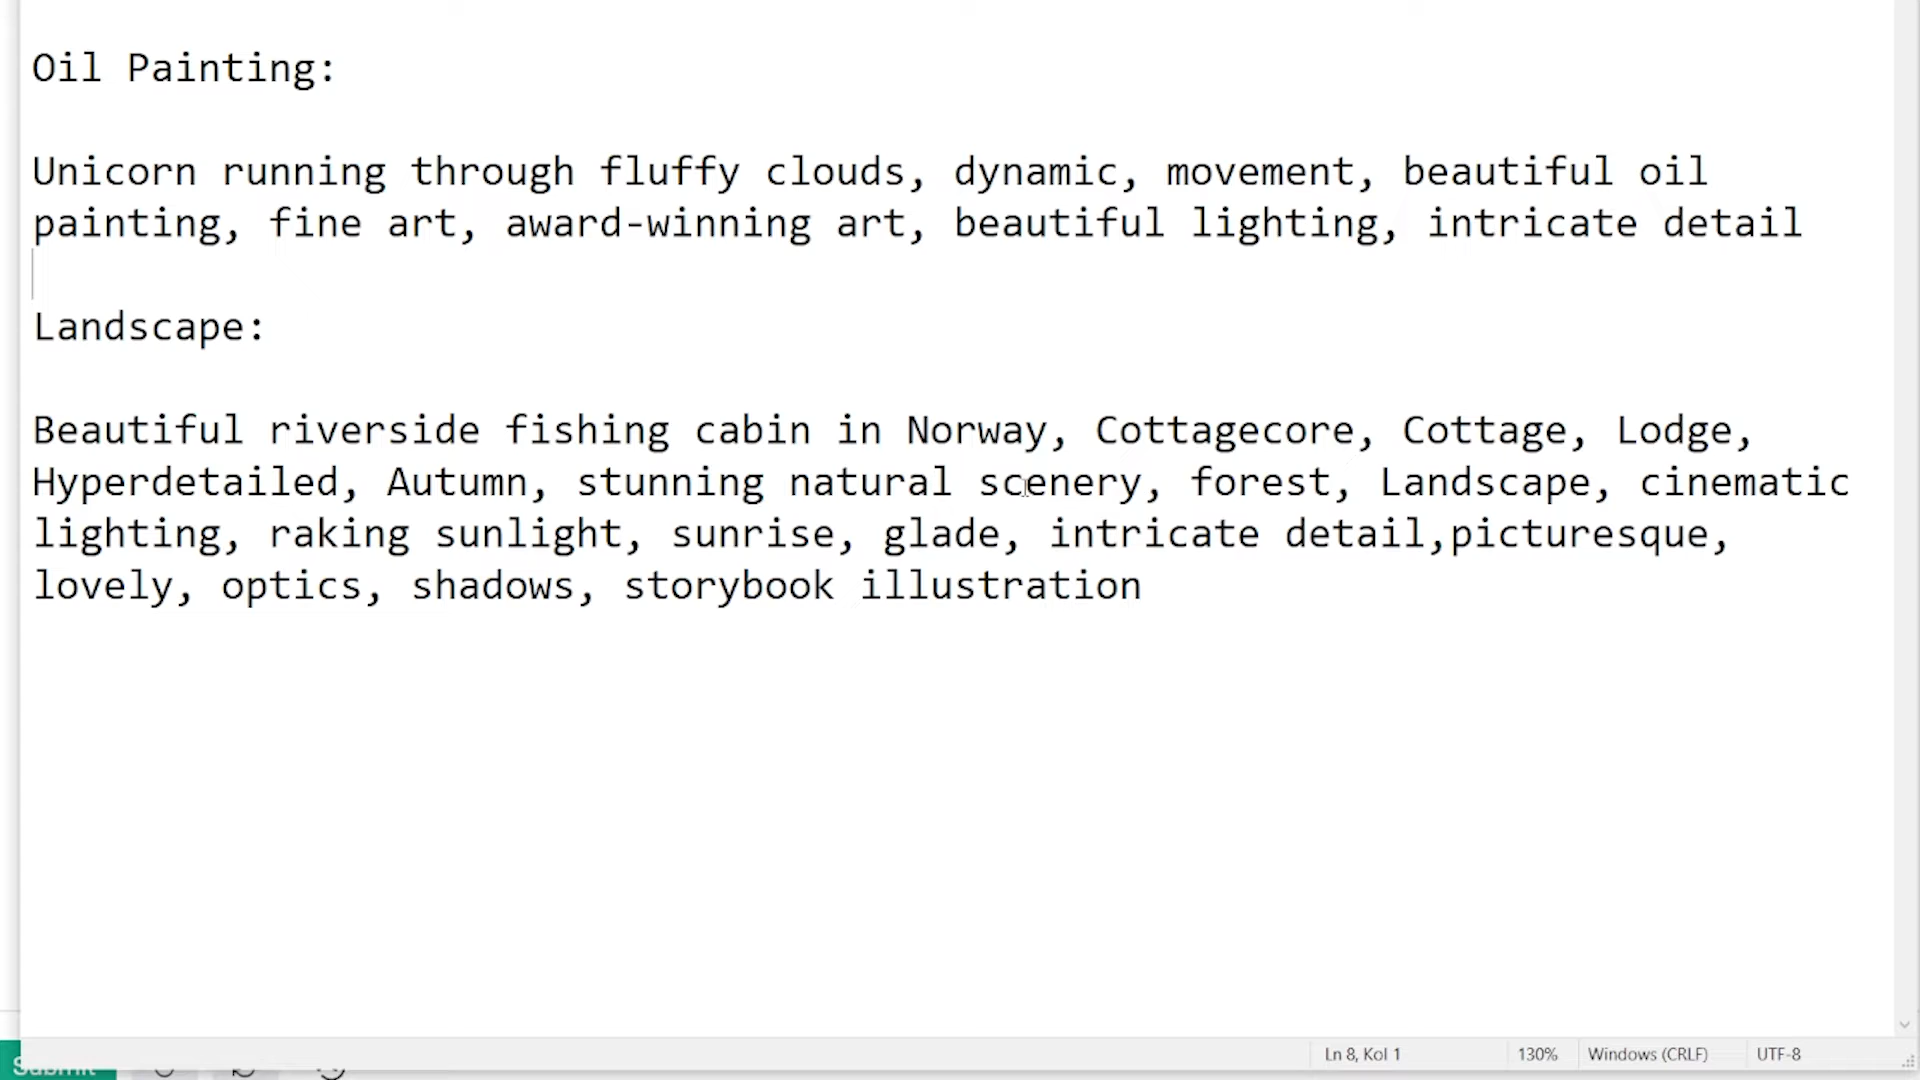 Oil Painting:
Unicorn running through fluffy clouds, dynamic, movement, beautiful oil
painting, fine art, award-winning art, beautiful lighting, intricate detail
Landscape:
Beautiful riverside fishing cabin in Norway, Cottagecore, Cottage, Lodge,
Hyperdetailed, Autumn, stunning natural scenery, forest, Landscape, cinematic
lighting, raking sunlight, sunrise, glade, intricate detail,picturesque,
lovely, optics, shadows, storybook illustration
Ln 8, Kol 1 130% Windows (CRLF) UTF-8
Submit